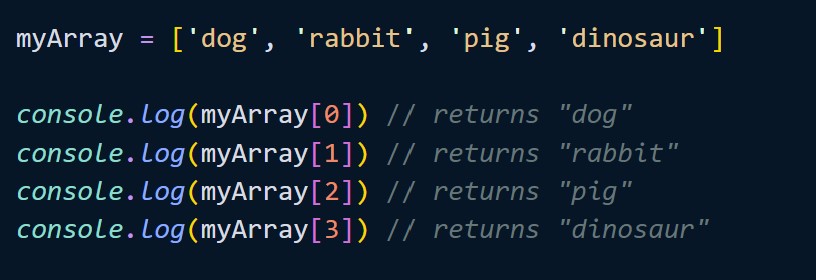 myArray = ['dog', 'rabbit', 'pig', 'dinosaur']
console.log(myArray[0]) // returns "dog"
console.log(myArray[1]) // returns "rabbit"
console.log(myArray[2]) // returns "pig"
console.log(myArray[3]) // returns "dinosaur"